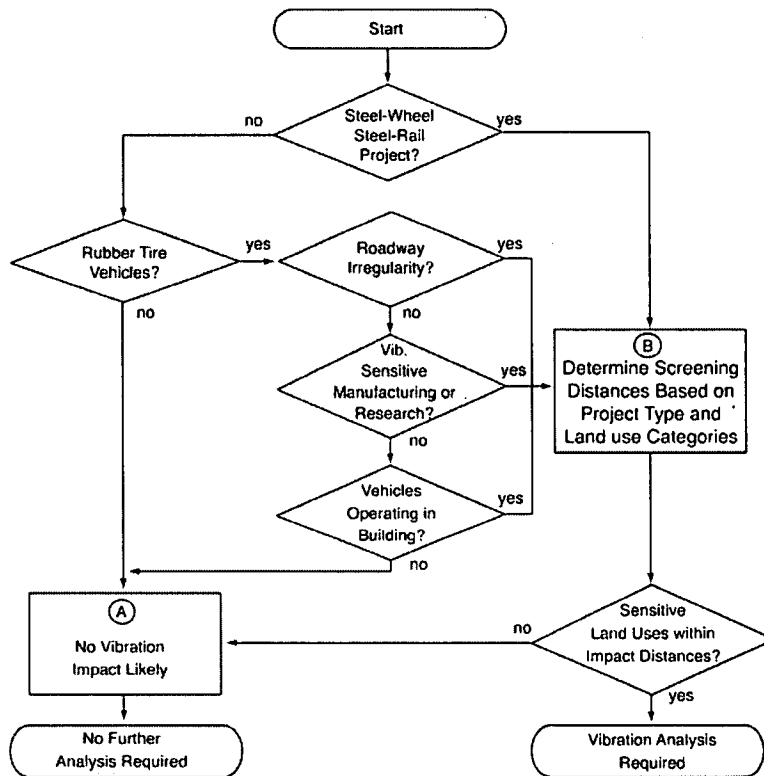 Start
Steel-Wheel
Steel-Rail
Project?
no
yes
Rubber Tire
Vehicles?
yes
no
Roadway
Irregularity?
yes
no
Vib.
Sensitive
Manufacturing or
Research?
yes
no
Vehicles
Operating in
Building?
yes
no
B
Determine Screening
Distances Based on
Project Type and
Land use Categories
Sensitive
Land Uses within
Impact Distances?
no
yes
A
No Vibration
Impact Likely
No Further
Analysis Required
Vibration Analysis
Required